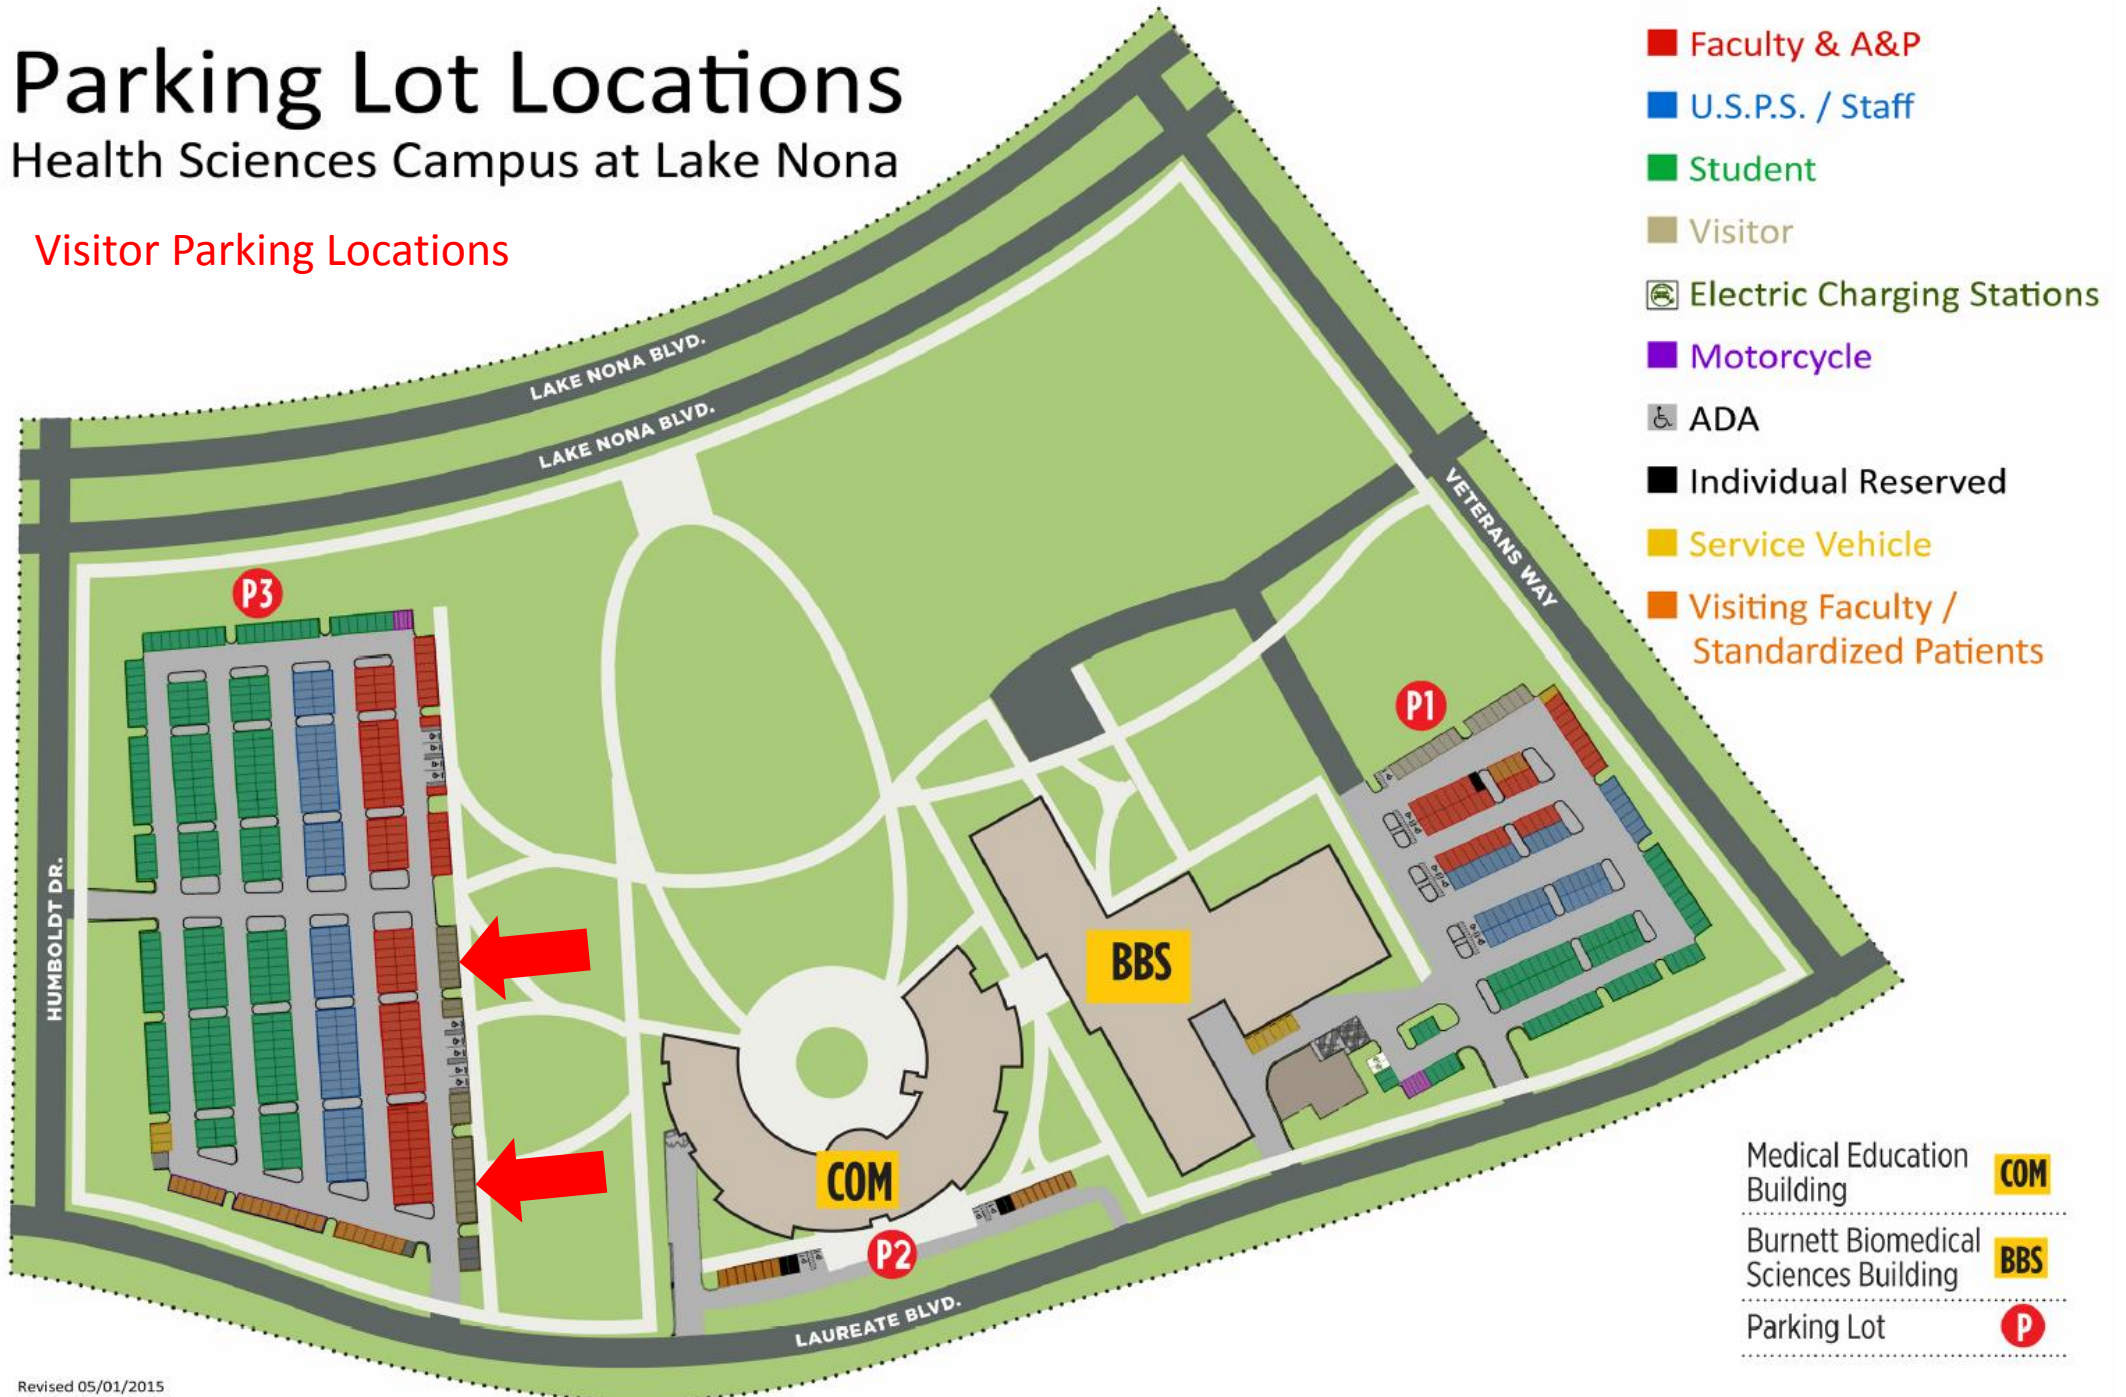 Parking Lot Locations
Health Sciences Campus at Lake Nona
Visitor Parking Locations
Faculty & A&P
U.S.P.S. / Staff
Student
Visitor
Electric Charging Stations
Motorcycle
ADA
Individual Reserved
Service Vehicle
Visiting Faculty /
Standardized Patients
LAKE NONA BLVD.
LAKE NONA BLVD.
VETERANS WAY
P3
P1
HUMBOLDT DR.
BBS
COM
P2
LAUREATE BLVD.
Medical Education
Building
COM
Burnett Biomedical
Sciences Building
BBS
Parking Lot
P
Revised 05/01/2015